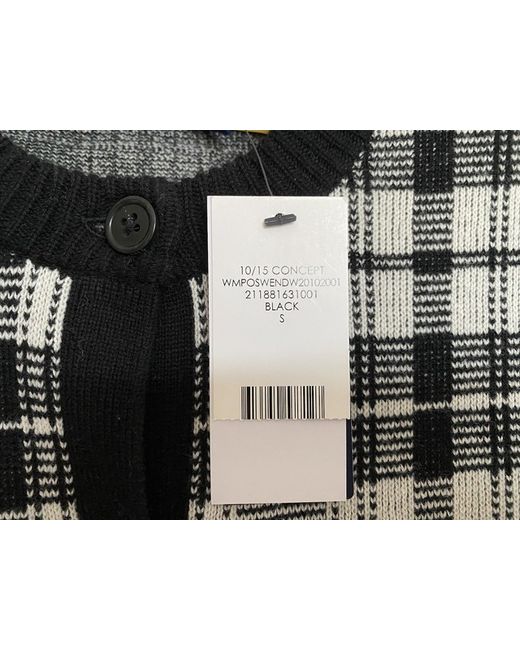 10/15 CONCEPT
WMPOSWENDW20102001
211881631001
BLACK
S